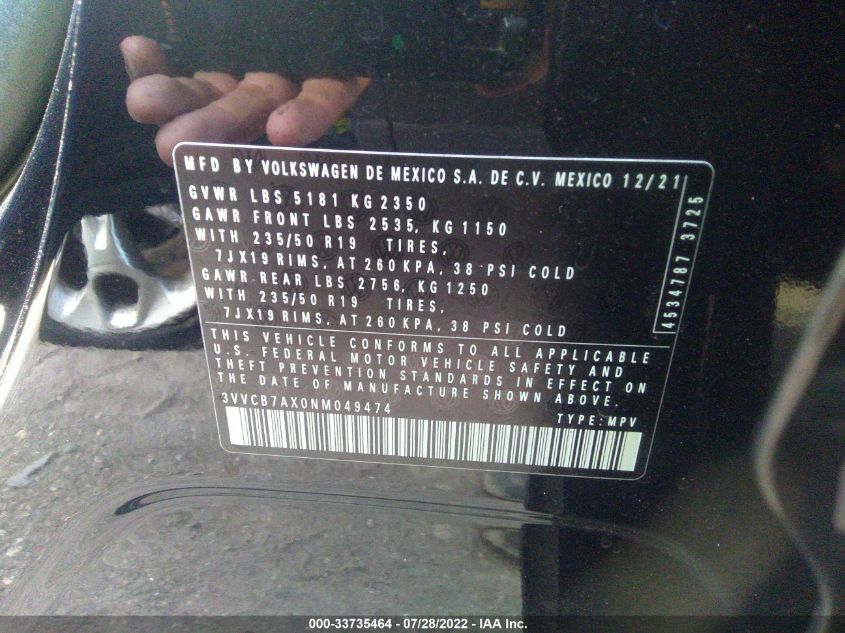 MFD BY VOLKSWAGEN DE MEXICO S.A. DE C.V. MEXICO 12/21
GVWR LBS 5181 KG 2350
GAWR FRONT LBS 2535, KG 1150
WITH 235/50 R19 TIRES,
7JX19 RIMS, AT 260 KPA, 38 PSI COLD
GAWR REAR LBS 2756, KG 1250
WITH 235/50 R19 TIRES,
7JX19 RIMS, AT 260 KPA, 38 PSI COLD
4534787 3725
THIS VEHICLE CONFORMS TO ALL APPLICABLE
U.S. FEDERAL MOTOR VEHICLE SAFETY AND
THEFT PREVENTION STANDARDS IN EFFECT ON
THE DATE OF MANUFACTURE SHOWN ABOVE.
3VVCB7AX0NM049474
TYPE: MPV
000-33735464 - 07/28/2022 - IAA Inc.